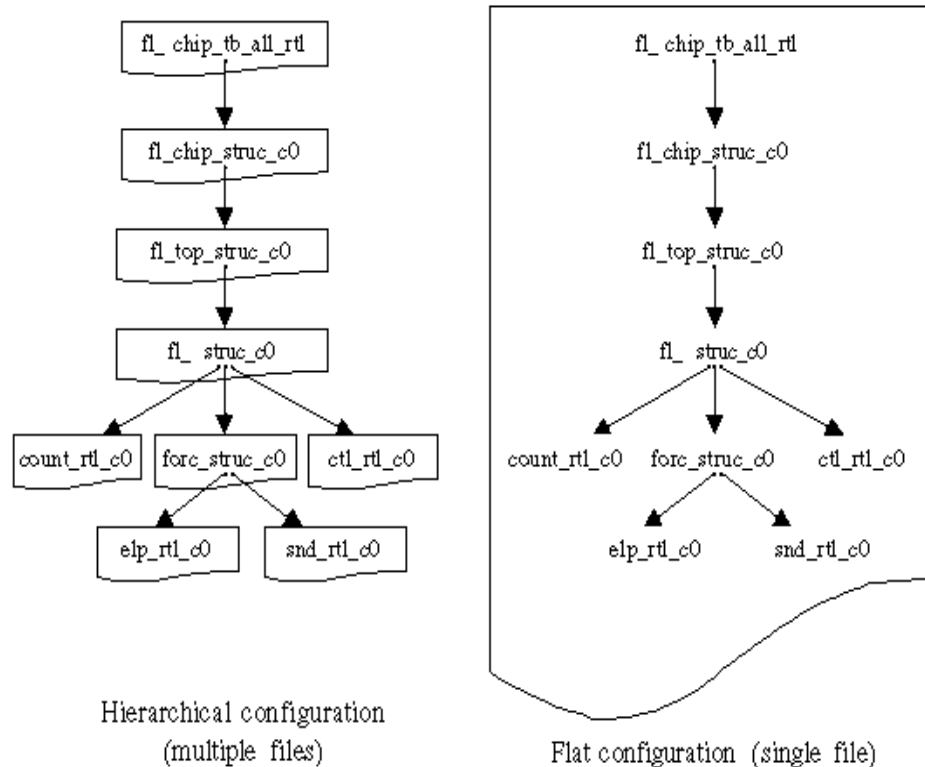 fl_ chip_tb_all_rtl
fl_chip_struc_c0
fl_top_struc_c0
fl_ struc_c0
count_rtl_c0 forc_struc_c0 ctl_rtl_c0
elp_rtl_c0 snd_rtl_c0
Hierarchical configuration
(multiple files)
fl_ chip_tb_all_rtl
fl_chip_struc_c0
fl_top_struc_c0
fl_ struc_c0
count_rtl_c0 forc_struc_c0 ctl_rtl_c0
elp_rtl_c0 snd_rtl_c0
Flat configuration (single file)